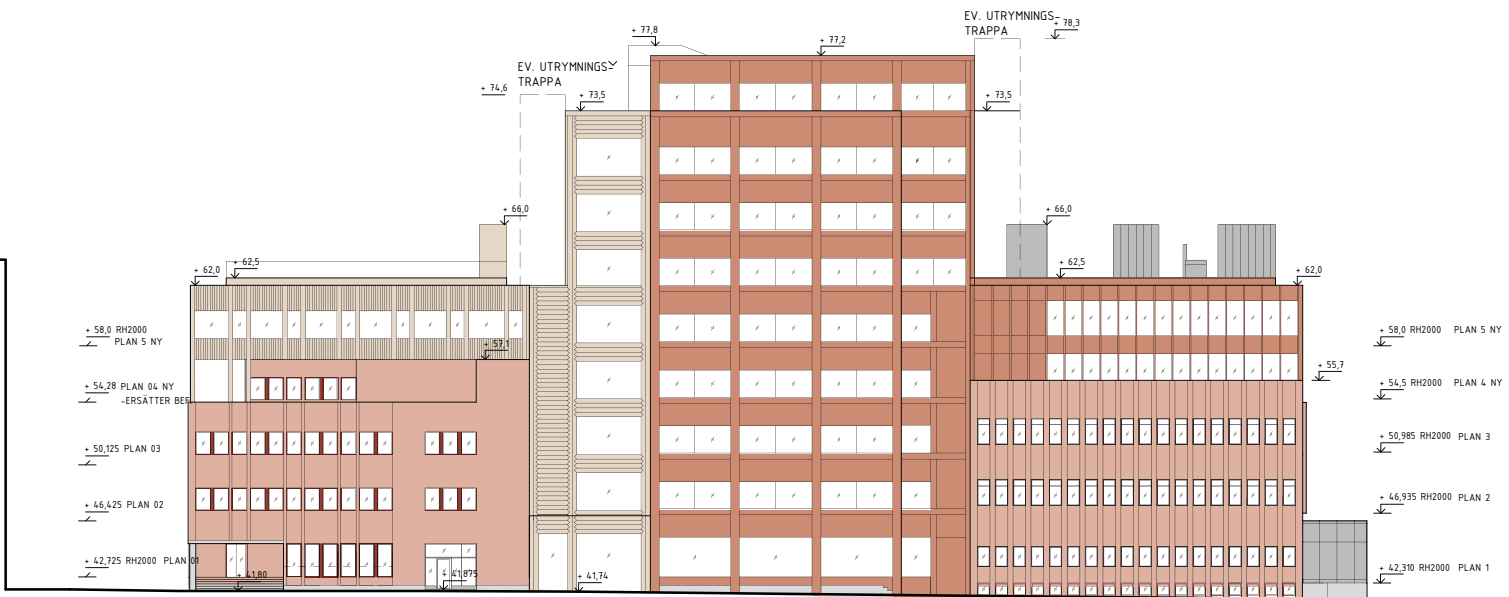 EV. UTRYMNINGS-
TRAPPA
+ 78,3
+ 77,8
+ 77,2
EV. UTRYMNINGS-
TRAPPA
+ 74,6
+ 73,5
+ 73,5
+ 66,0
+ 66,0
+ 62,0
+ 62,5
+ 62,5
+ 62,0
+ 58,0 RH2000
PLAN 5 NY
+ 57,1
+ 58,0 RH2000 PLAN 5 NY
+ 55,7
+ 54,28 PLAN 04 NY
-ERSÄTTER BEF
+ 54,5 RH2000 PLAN 4 NY
+ 50,125 PLAN 03
+ 50,985 RH2000 PLAN 3
+ 46,425 PLAN 02
+ 46,935 RH2000 PLAN 2
+ 42,725 RH2000 PLAN 01
+ 42,310 RH2000 PLAN 1
+ 41,80
+ 41,875
+ 41,74